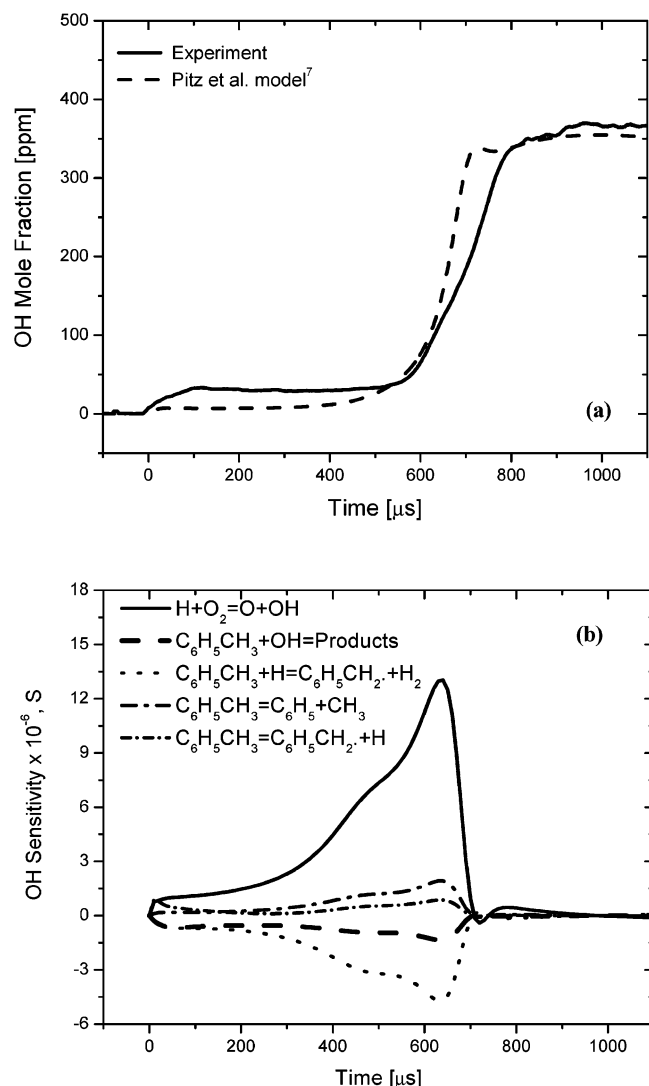 500
400
300
200
100
0
OH Mole Fraction [ppm]
Experiment
Pitz et al. model⁷
(a)
0 200 400 600 800 1000
Time [μs]
18
15
12
9
6
3
0
-3
-6
OH Sensitivity x 10⁻⁶, S
H+O₂=O+OH
C₆H₅CH₃+OH=Products
C₆H₅CH₃+H=C₆H₅CH₂.+H₂
C₆H₅CH₃=C₆H₅+CH₃
C₆H₅CH₃=C₆H₅CH₂.+H
(b)
0 200 400 600 800 1000
Time [μs]